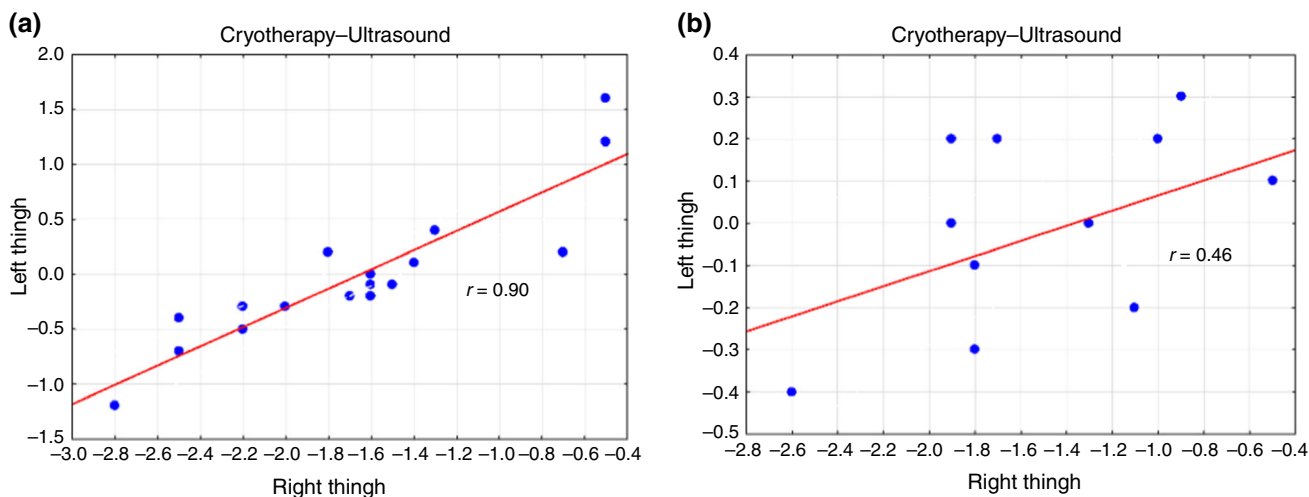 (a)
Cryotherapy–Ultrasound
2.0
1.5
1.0
0.5
0.0
–0.5
–1.0
–1.5
Left thingh
r = 0.90
–3.0 –2.8 –2.6 –2.4 –2.2 –2.0 –1.8 –1.6 –1.4 –1.2 –1.0 –0.8 –0.6 –0.4
Right thingh
(b)
Cryotherapy–Ultrasound
0.4
0.3
0.2
0.1
0.0
–0.1
–0.2
–0.3
–0.4
–0.5
Left thingh
r = 0.46
–2.8 –2.6 –2.4 –2.2 –2.0 –1.8 –1.6 –1.4 –1.2 –1.0 –0.8 –0.6 –0.4
Right thingh